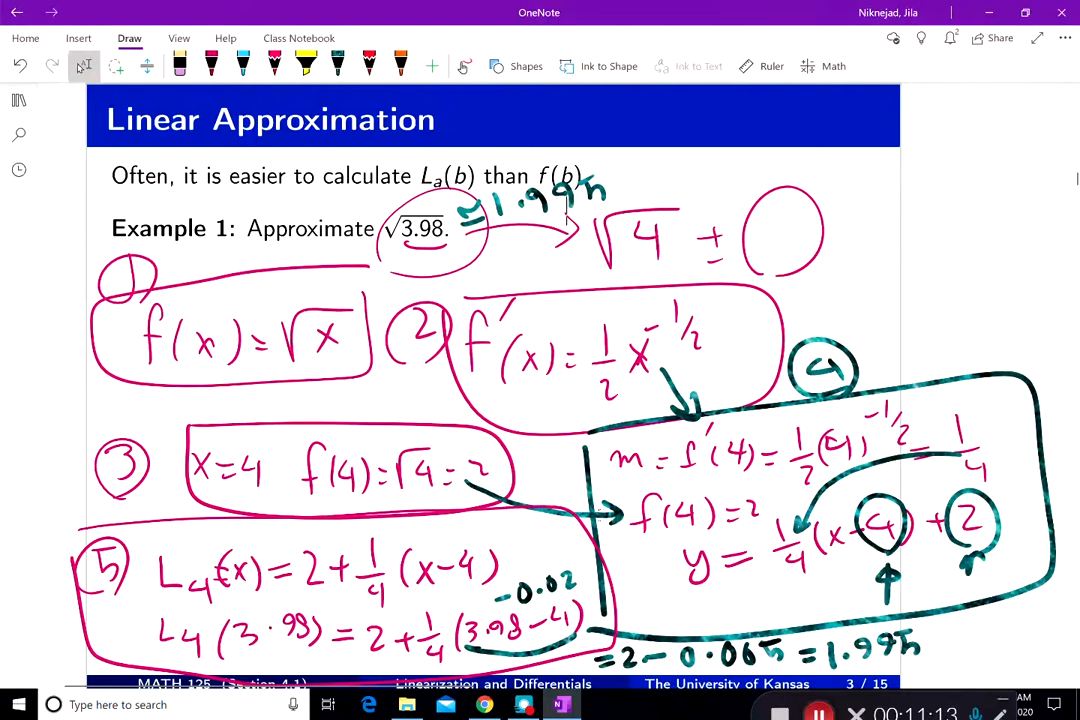 OneNote
Niknejad, Jila
Home Insert Draw View Help Class Notebook
Share
Shapes Ink to Shape Ink to Text Ruler Math
Linear Approximation
Often, it is easier to calculate Lₐ(b) than f(b).
≈ 1.995
Example 1: Approximate √3.98. → √4 ±
① f(x) = √x ② f'(x) = 1/2 x^-1/2
④
③ x=4 f(4)=√4=2
m = f'(4) = 1/2 (4)^-1/2 = 1/4
f(4)=2
y = 1/4 (x-4) + 2
⑤ L₄(x) = 2 + 1/4 (x-4)
-0.02
L₄(3.98) = 2 + 1/4 (3.98-4)
= 2 - 0.005 = 1.995
MATH 125 (Section 4.1) Linearization and Differentials The University of Kansas 3 / 15
Type here to search
00:11:13
AM